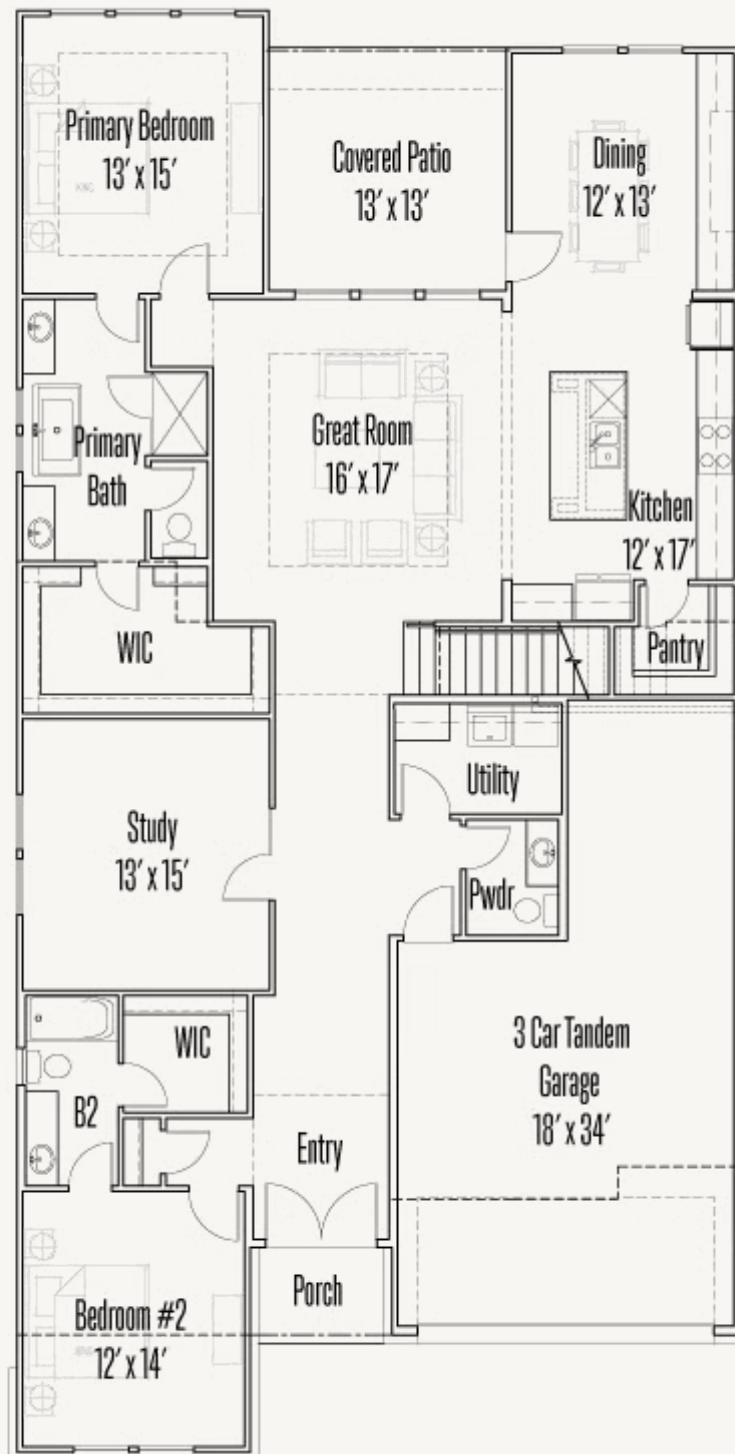 Primary Bedroom
13' x 15'
KING
Covered Patio
13' x 13'
Dining
12' x 13'
Great Room
16' x 17'
Primary
Bath
Kitchen
12' x 17'
WIC
Pantry
Utility
Study
13' x 15'
Pwdr
WIC
B2
3 Car Tandem
Garage
18' x 34'
Entry
Porch
Bedroom #2
12' x 14'